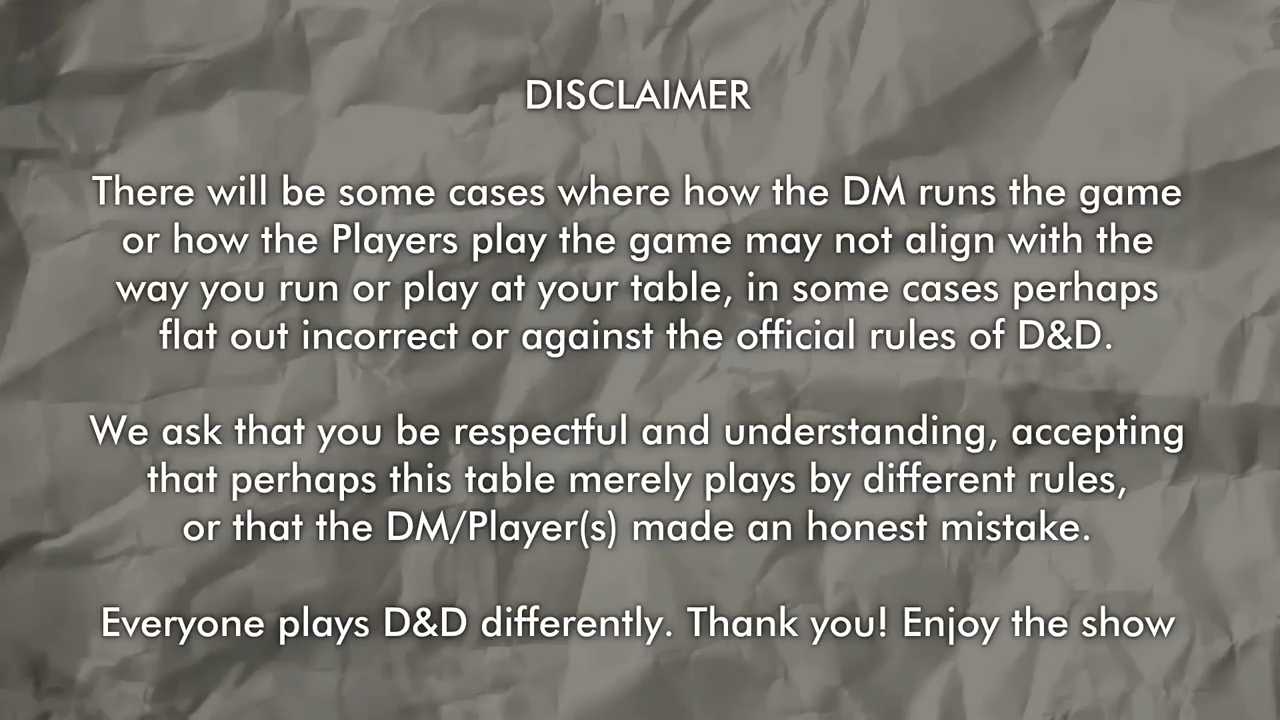 DISCLAIMER
There will be some cases where how the DM runs the game
or how the Players play the game may not align with the
way you run or play at your table, in some cases perhaps
flat out incorrect or against the official rules of D&D.
We ask that you be respectful and understanding, accepting
that perhaps this table merely plays by different rules,
or that the DM/Player(s) made an honest mistake.
Everyone plays D&D differently. Thank you! Enjoy the show